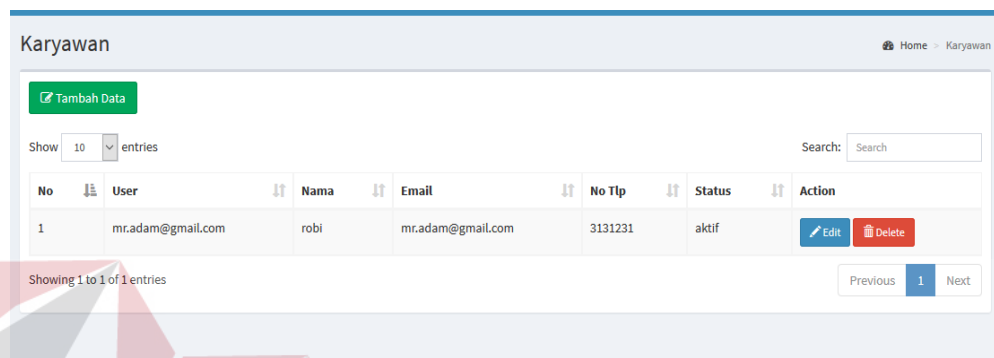 Karyawan
Home > Karyawan
Tambah Data
Show 10 entries
Search: Search
No User Nama Email No Tlp Status Action
1 mr.adam@gmail.com robi mr.adam@gmail.com 3131231 aktif Edit Delete
Showing 1 to 1 of 1 entries
Previous 1 Next